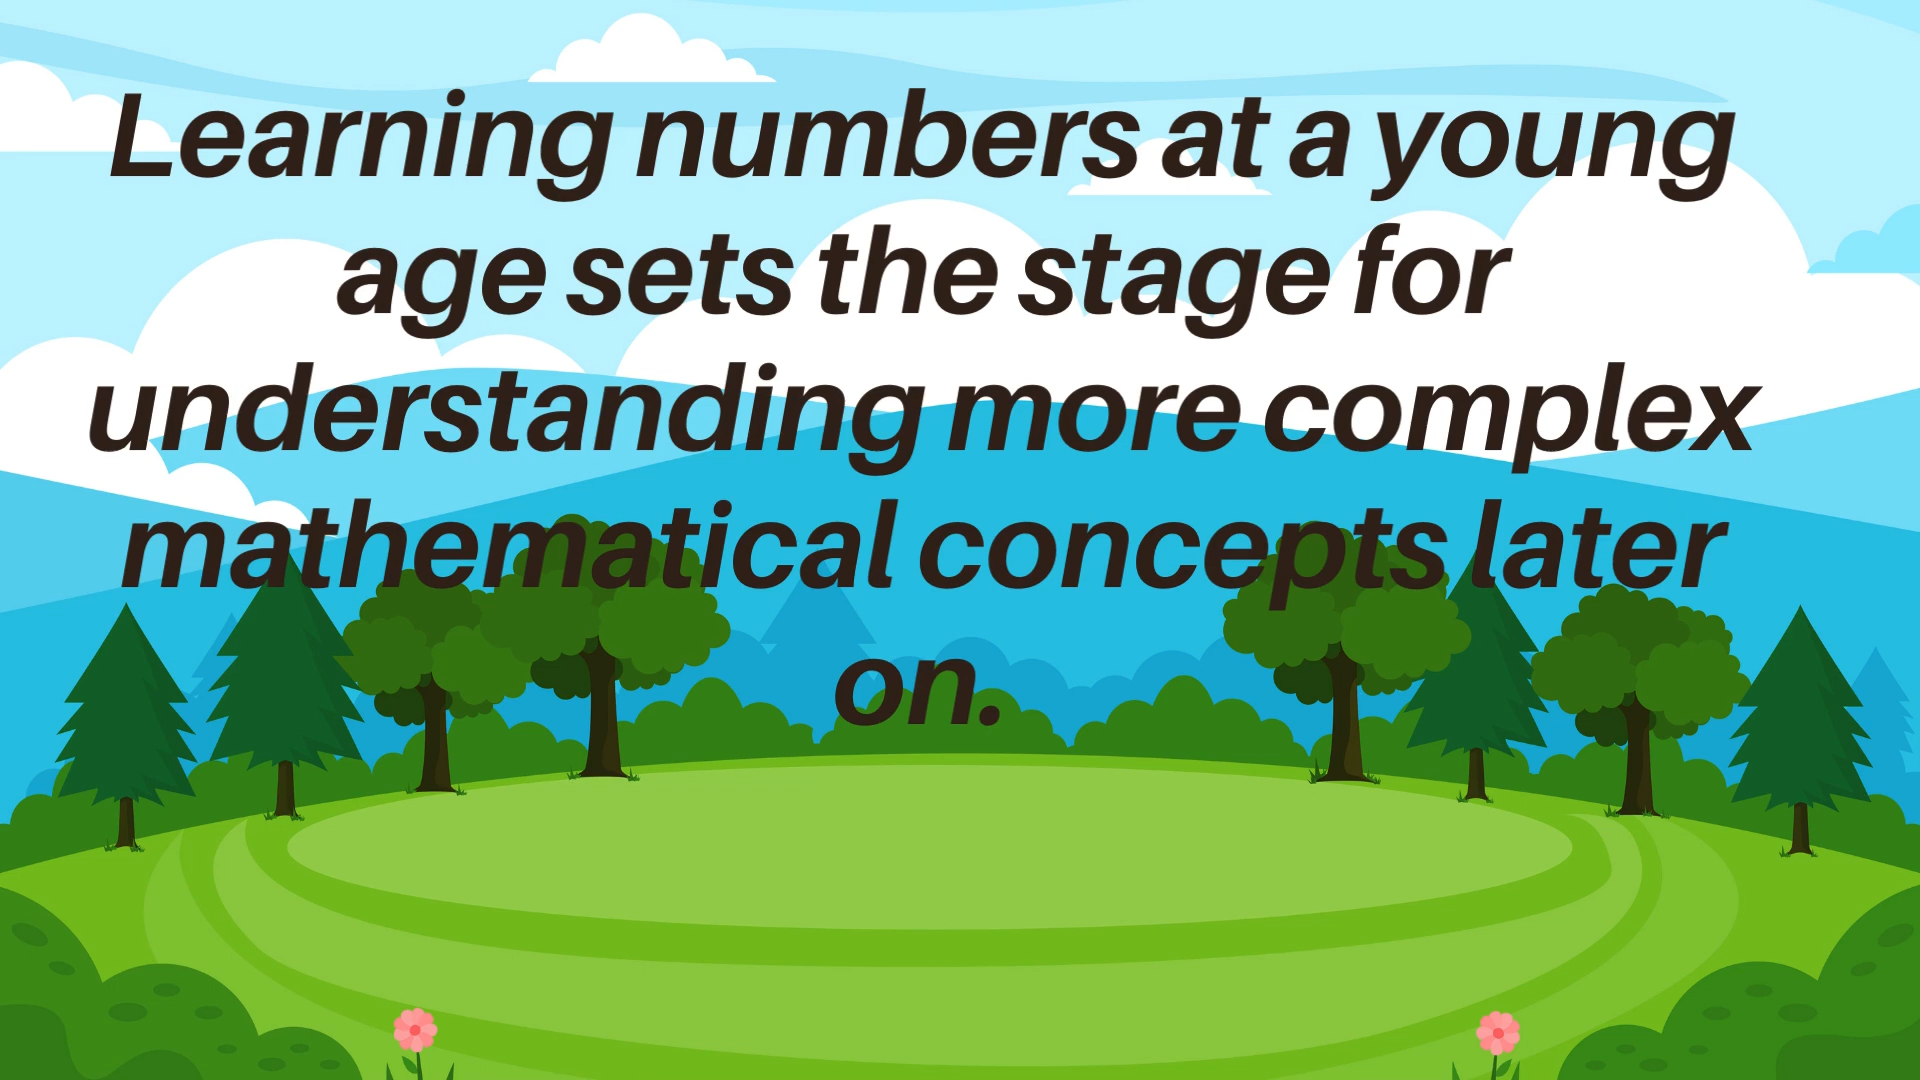 Learning numbers at a young
age sets the stage for
understanding more complex
mathematical concepts later
on.